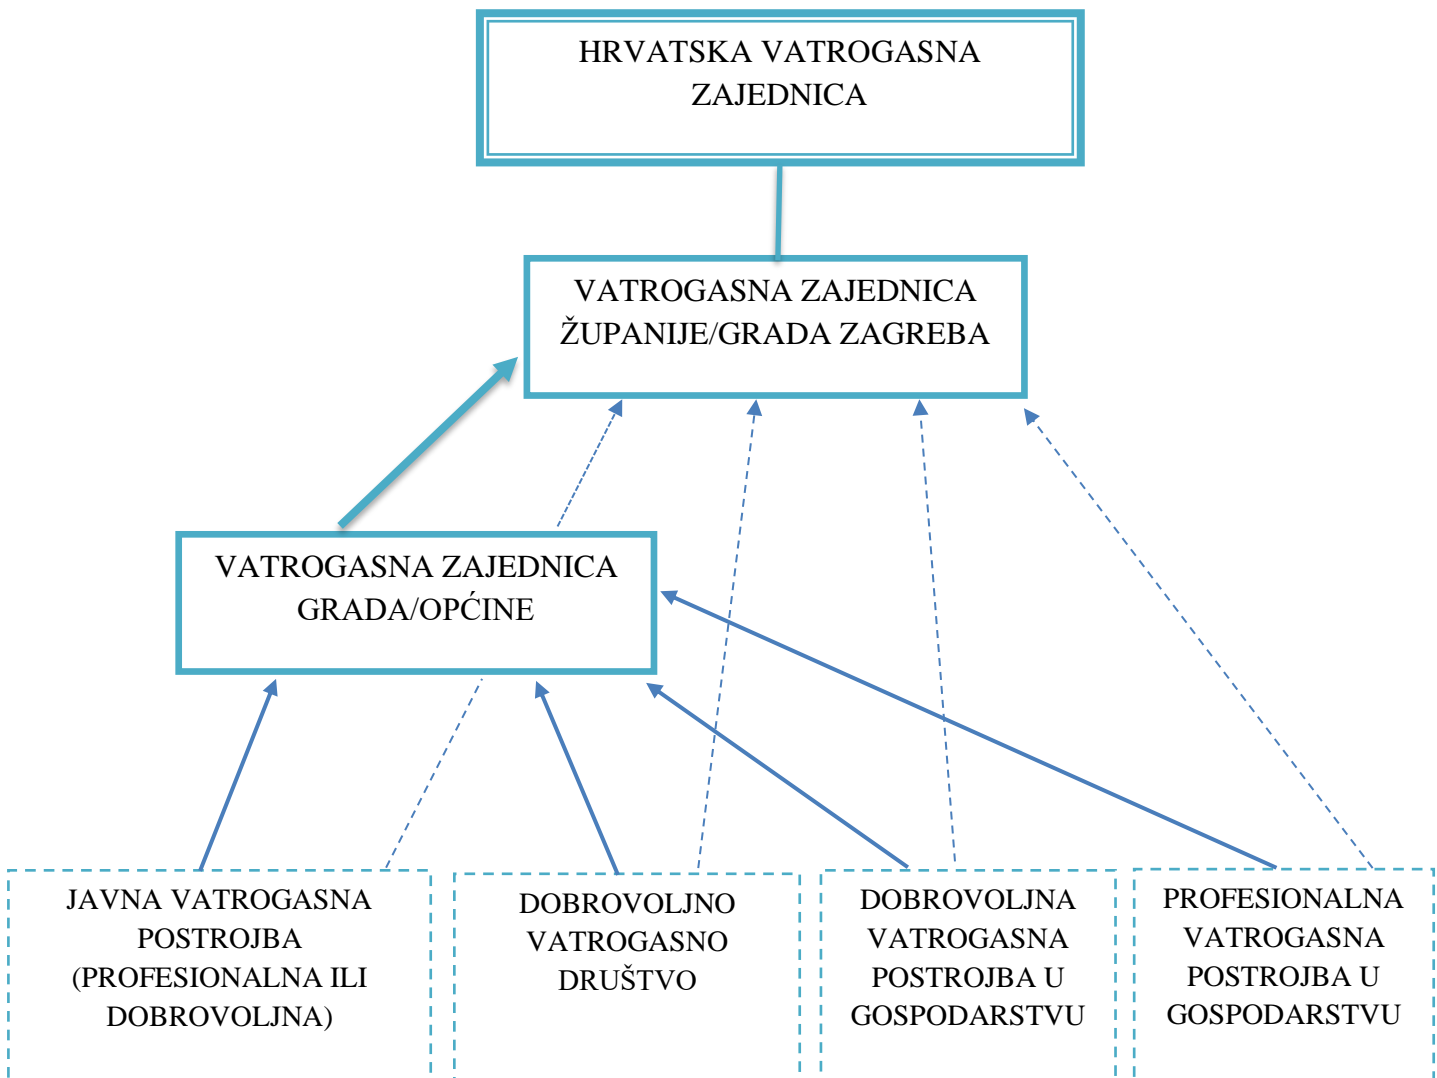 HRVATSKA VATROGASNA
ZAJEDNICA
VATROGASNA ZAJEDNICA
ŽUPANIJE/GRADA ZAGREBA
VATROGASNA ZAJEDNICA
GRADA/OPĆINE
JAVNA VATROGASNA
POSTROJBA
(PROFESIONALNA ILI
DOBROVOLJNA)
DOBROVOLJNO
VATROGASNO
DRUŠTVO
DOBROVOLJNA
VATROGASNA
POSTROJBA U
GOSPODARSTVU
PROFESIONALNA
VATROGASNA
POSTROJBA U
GOSPODARSTVU